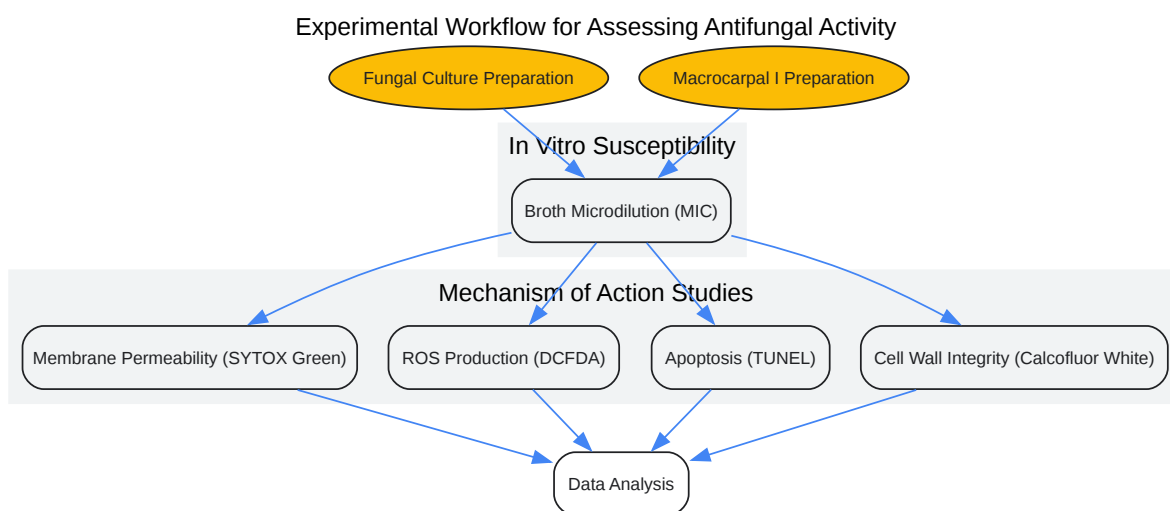 Experimental Workflow for Assessing Antifungal Activity
Fungal Culture Preparation
Macrocarpal I Preparation
In Vitro Susceptibility
Broth Microdilution (MIC)
Mechanism of Action Studies
Membrane Permeability (SYTOX Green)
ROS Production (DCFDA)
Apoptosis (TUNEL)
Cell Wall Integrity (Calcofluor White)
Data Analysis